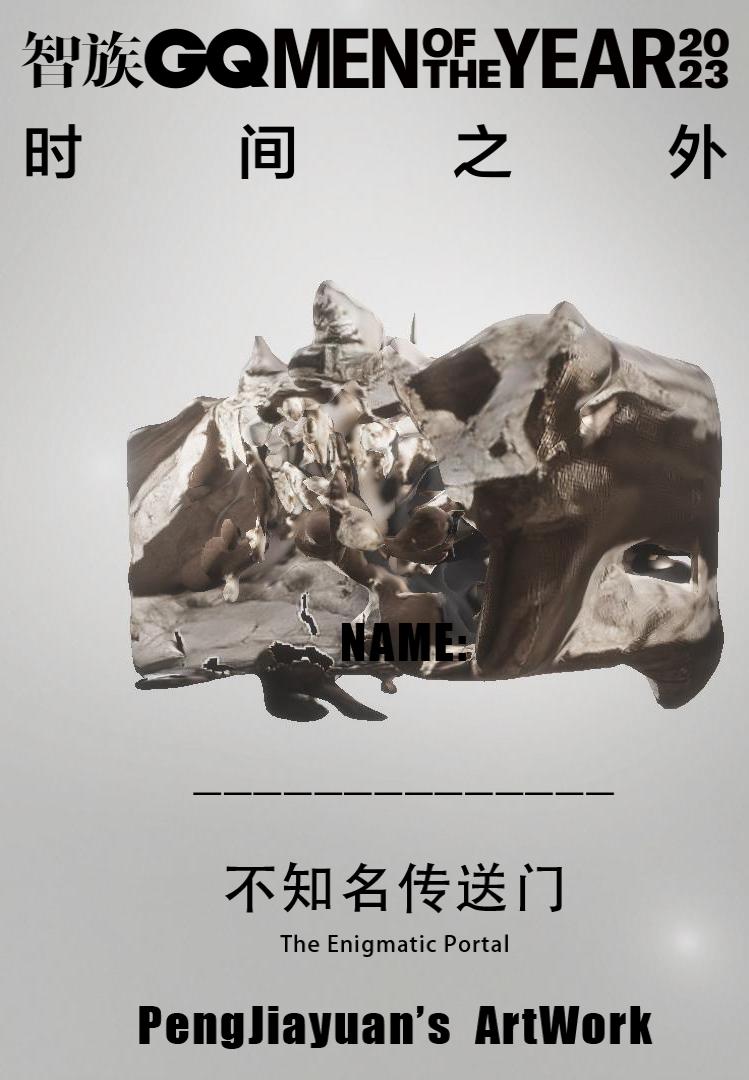 智族GQ MEN OF THE YEAR 2023
时间之外
NAME:
不知名传送门
The Enigmatic Portal
PengJiayuan’s ArtWork